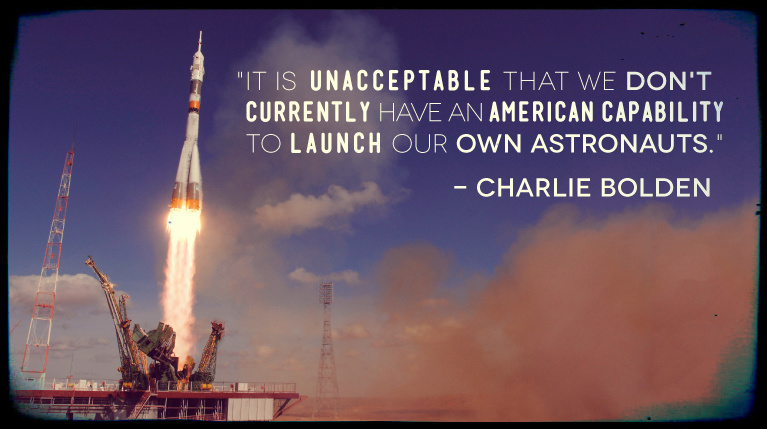 "IT IS UNACCEPTABLE THAT WE DON'T
CURRENTLY HAVE AN AMERICAN CAPABILITY
TO LAUNCH OUR OWN ASTRONAUTS."
– CHARLIE BOLDEN